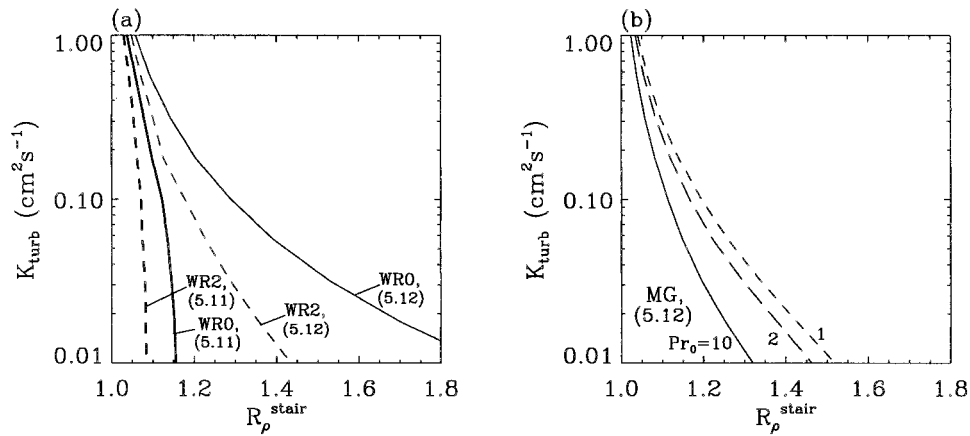 (a)
1.00
0.10
0.01
K_turb (cm² s⁻¹)
WR2,
(5.11)
WR0,
(5.11)
WR2,
(5.12)
WR0,
(5.12)
1.0 1.2 1.4 1.6 1.8
R_ρ^stair
(b)
1.00
0.10
0.01
K_turb (cm² s⁻¹)
MG,
(5.12)
Pr₀=10
2
1
1.0 1.2 1.4 1.6 1.8
R_ρ^stair